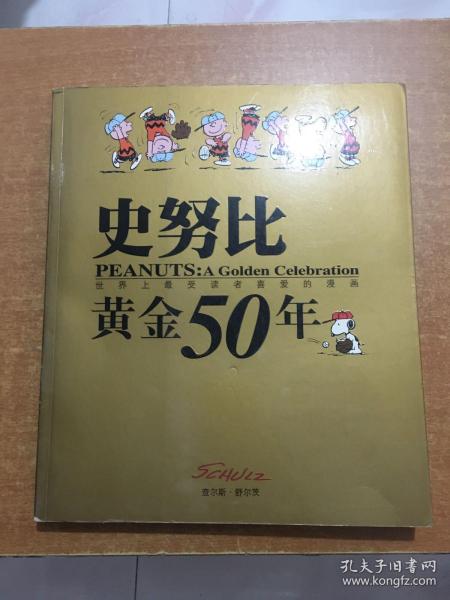 史努比
PEANUTS: A Golden Celebration
世界上最受读者喜爱的漫画
黄金50年
SCHULZ
查尔斯·舒尔茨
孔夫子旧书网
www.kongfz.com